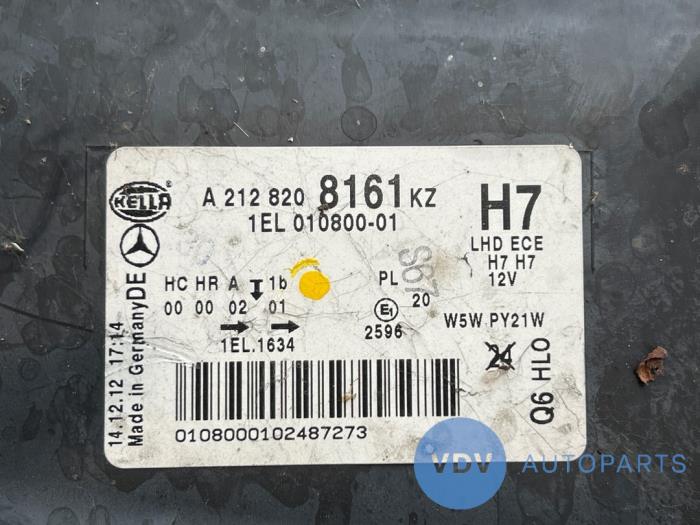 HELLA
A 212 820 8161 KZ
1EL 010800-01
H7
LHD ECE
H7 H7
12V
HC HR A 1b
00 00 02 01
1EL.1634
PL
20
E1
2596
W5W PY21W
24
Q6 HLO
14.12.12 17:14
Made in Germany DE
0108000102487273
S67
VDV AUTOPARTS